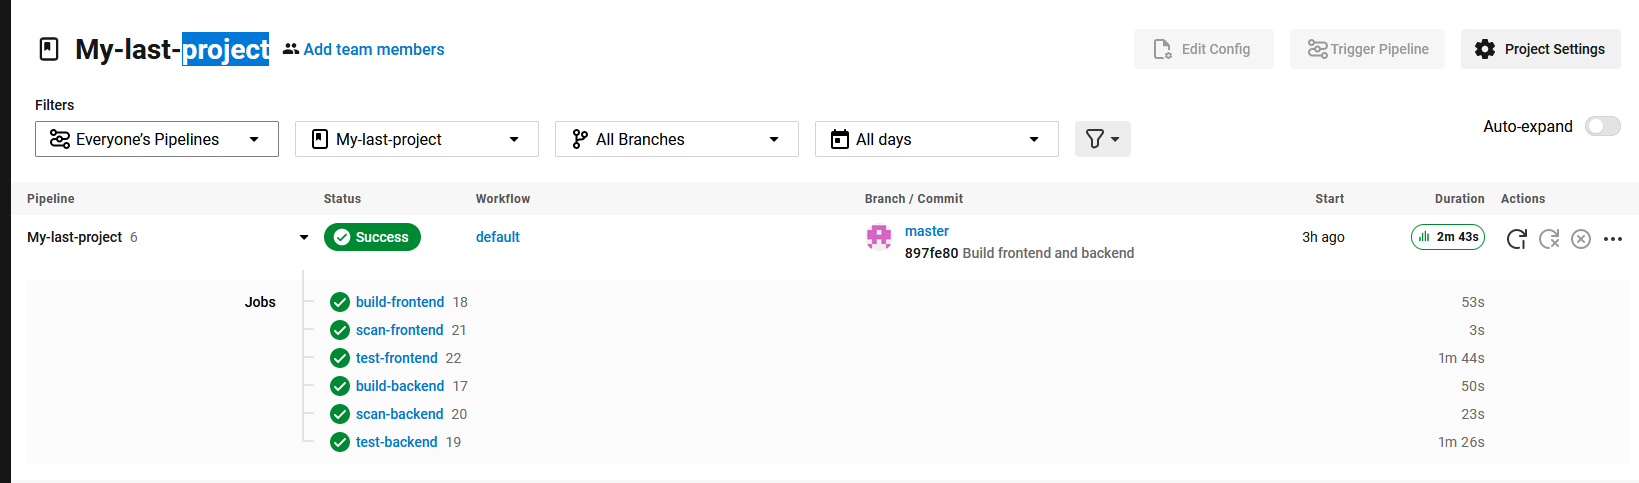 My-last-project Add team members Edit Config Trigger Pipeline Project Settings
Filters
Everyone’s Pipelines My-last-project All Branches All days Auto-expand
Pipeline Status Workflow Branch / Commit Start Duration Actions
My-last-project 6 Success default master 3h ago 2m 43s
897fe80 Build frontend and backend
Jobs build-frontend 18 53s
scan-frontend 21 3s
test-frontend 22 1m 44s
build-backend 17 50s
scan-backend 20 23s
test-backend 19 1m 26s